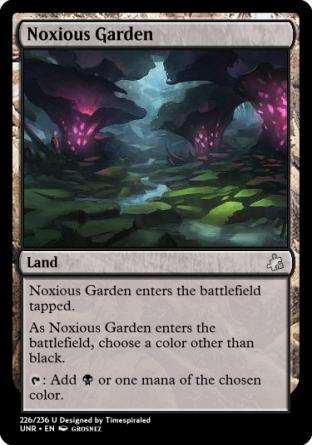 Noxious Garden
Land
Noxious Garden enters the battlefield
tapped.
As Noxious Garden enters the
battlefield, choose a color other than
black.
: Add or one mana of the chosen
color.
226/236 U Designed by Timespiraled
UNR • EN GROSNEZ